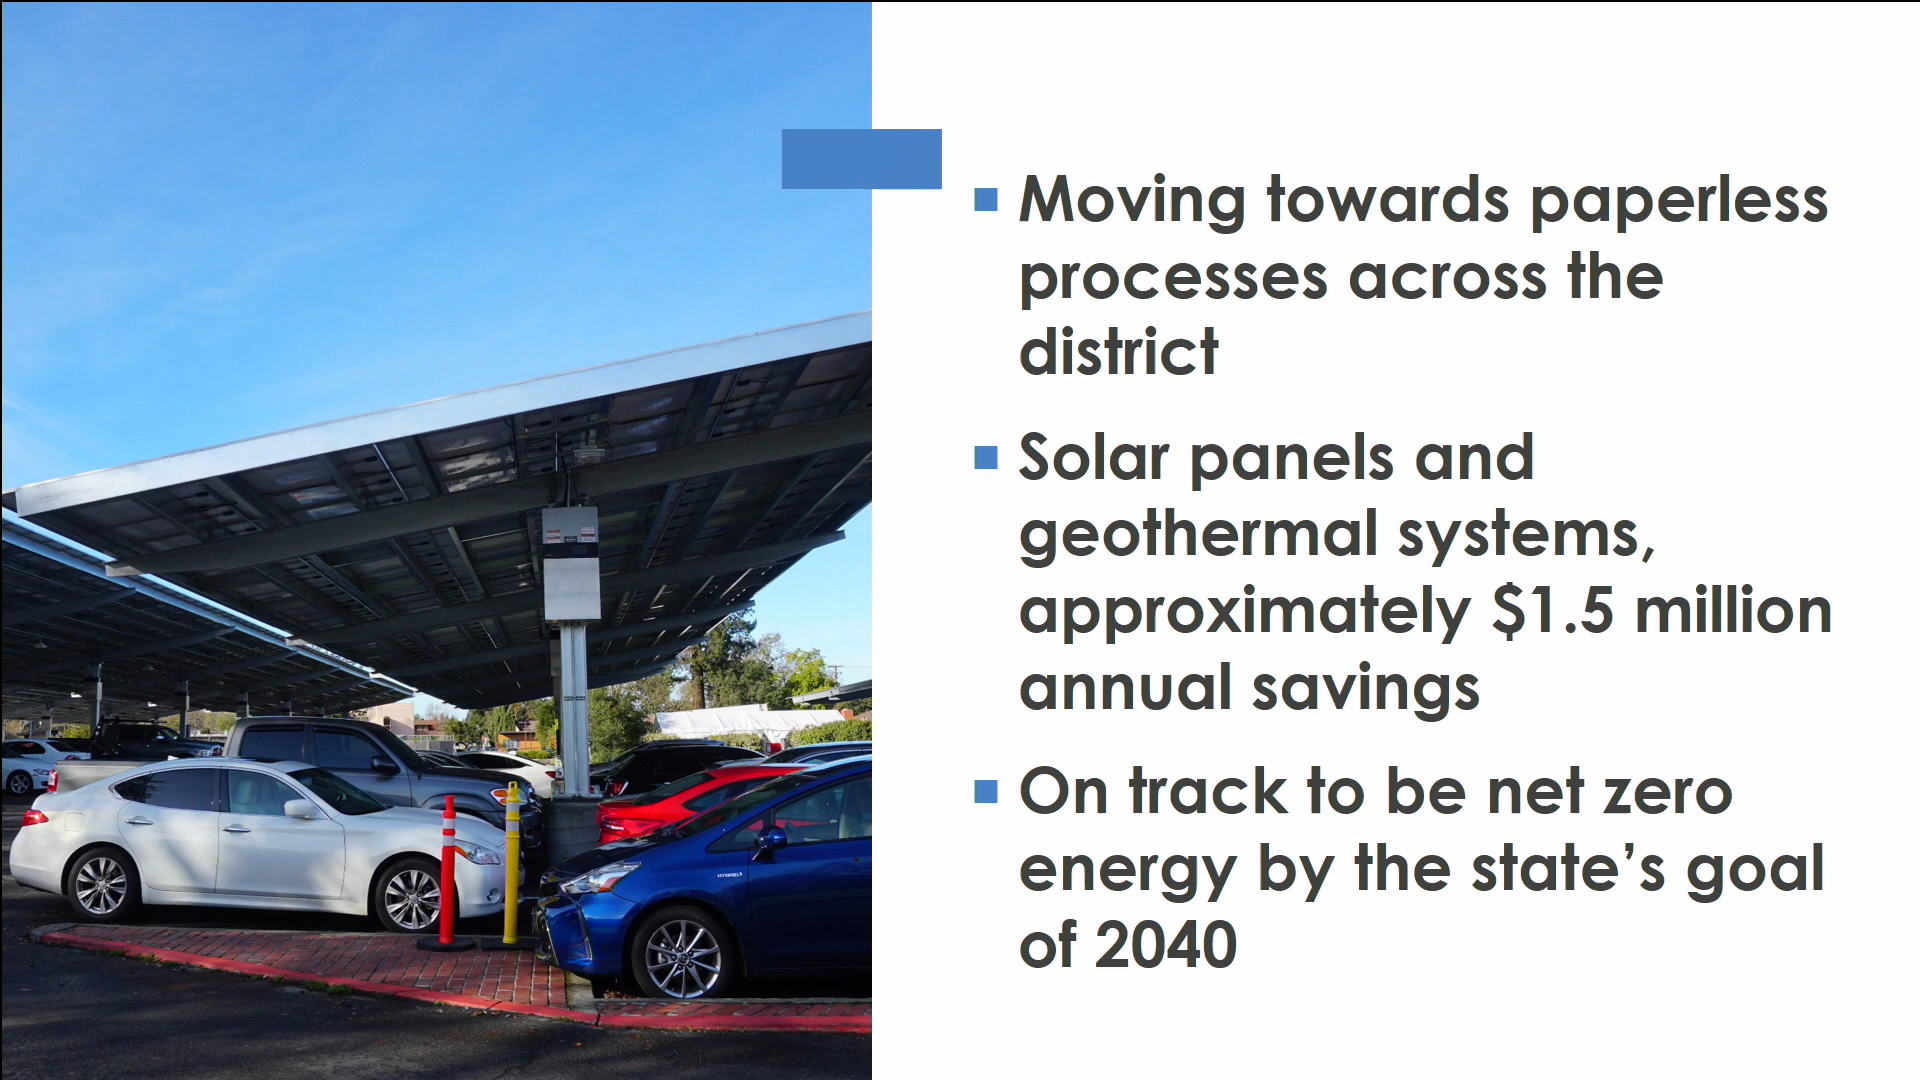 Moving towards paperless
processes across the
district
Solar panels and
geothermal systems,
approximately $1.5 million
annual savings
On track to be net zero
energy by the state’s goal
of 2040
HYBRID